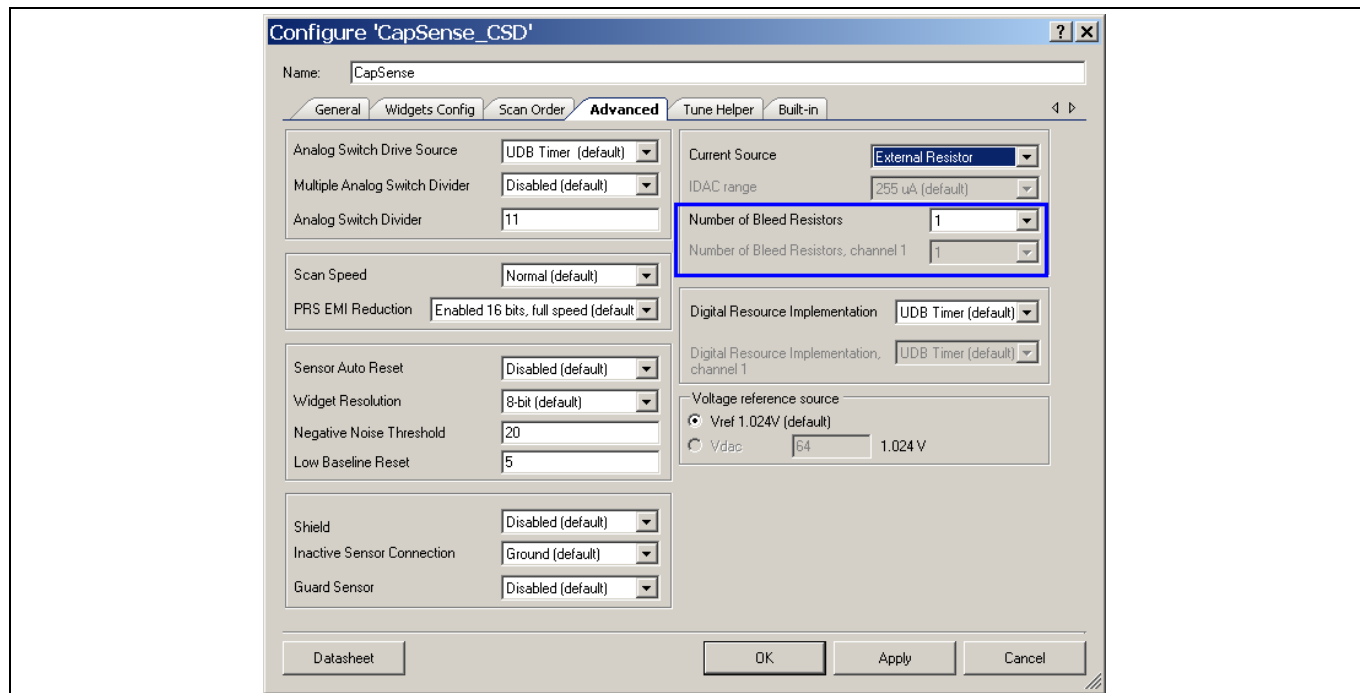 Configure 'CapSense_CSD'
Name: CapSense
General Widgets Config Scan Order Advanced Tune Helper Built-in
Analog Switch Drive Source UDB Timer (default)
Multiple Analog Switch Divider Disabled (default)
Analog Switch Divider 11
Scan Speed Normal (default)
PRS EMI Reduction Enabled 16 bits, full speed (default
Sensor Auto Reset Disabled (default)
Widget Resolution 8-bit (default)
Negative Noise Threshold 20
Low Baseline Reset 5
Shield Disabled (default)
Inactive Sensor Connection Ground (default)
Guard Sensor Disabled (default)
Current Source External Resistor
IDAC range 255 uA (default)
Number of Bleed Resistors 1
Number of Bleed Resistors, channel 1 1
Digital Resource Implementation UDB Timer (default)
Digital Resource Implementation, UDB Timer (default)
channel 1
Voltage reference source
Vref 1.024V (default)
Vdac 64 1.024 V
Datasheet OK Apply Cancel